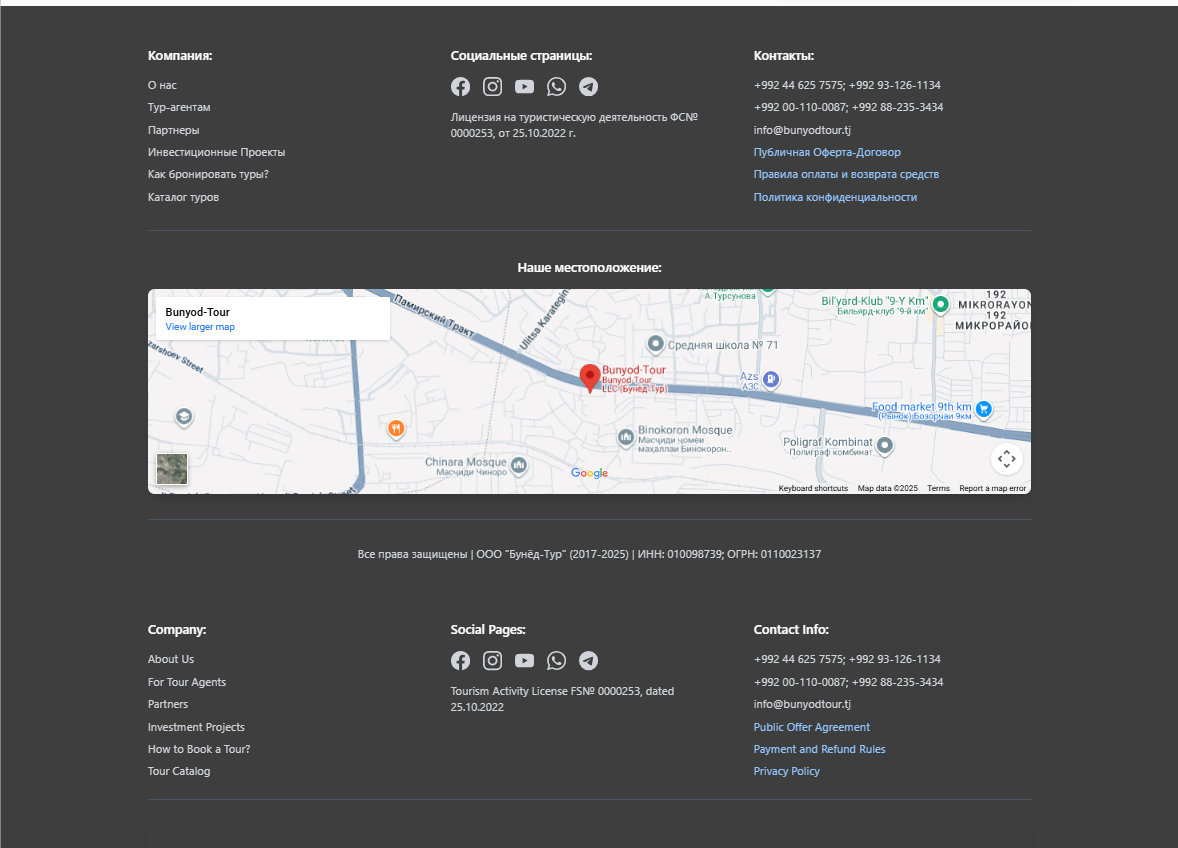 Компания:
О нас
Тур-агентам
Партнеры
Инвестиционные Проекты
Как бронировать туры?
Каталог туров
Социальные страницы:
Лицензия на туристическую деятельность ФС№
0000253, от 25.10.2022 г.
Контакты:
+992 44 625 7575; +992 93-126-1134
+992 00-110-0087; +992 88-235-3434
info@bunyodtour.tj
Публичная Оферта-Договор
Правила оплаты и возврата средств
Политика конфиденциальности
Наше местоположение:
Bunyod-Tour
View larger map
Памирский Тракт
Ulitsa Karategin
А.Турсунова
Bil'yard-Klub "9-Y Km"
Бильярд-клуб "9-й км"
192
MIKRORAYON
192
МИКРОРАЙО
zarshoev Street
Средняя школа № 71
Bunyod-Tour
Bunyod-Tour
LLC (Бунёд-Тур)
Azs
АЗС
Food market 9th km
(Рынок) Бозорчаи 9км
Binokoron Mosque
Масҷиди ҷомеи
маҳаллаи Бинокорон...
Poligraf Kombinat
Полиграф комбинат
Chinara Mosque
Масҷиди Чиноро
Google
Keyboard shortcuts
Map data ©2025
Terms
Report a map error
Все права защищены | ООО "Бунёд-Тур" (2017-2025) | ИНН: 010098739; ОГРН: 0110023137
Company:
About Us
For Tour Agents
Partners
Investment Projects
How to Book a Tour?
Tour Catalog
Social Pages:
Tourism Activity License FS№ 0000253, dated
25.10.2022
Contact Info:
+992 44 625 7575; +992 93-126-1134
+992 00-110-0087; +992 88-235-3434
info@bunyodtour.tj
Public Offer Agreement
Payment and Refund Rules
Privacy Policy